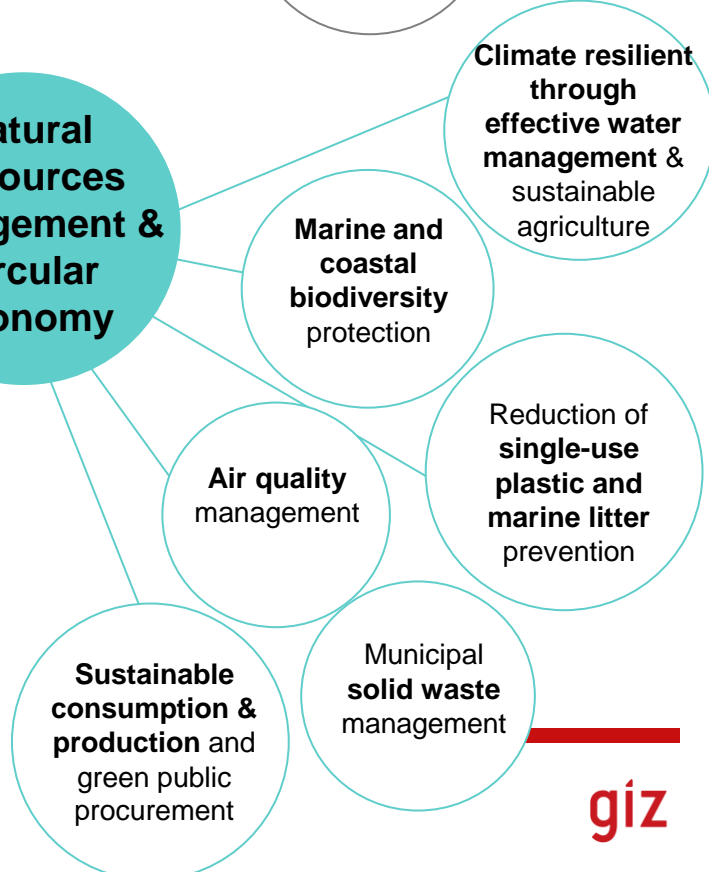 Climate resilient
through
effective water
management &
sustainable
agriculture
atural
ources
gement &
rcular
onomy
Marine and
coastal
biodiversity
protection
Reduction of
single-use
plastic and
marine litter
prevention
Air quality
management
Municipal
solid waste
management
Sustainable
consumption &
production and
green public
procurement
giz